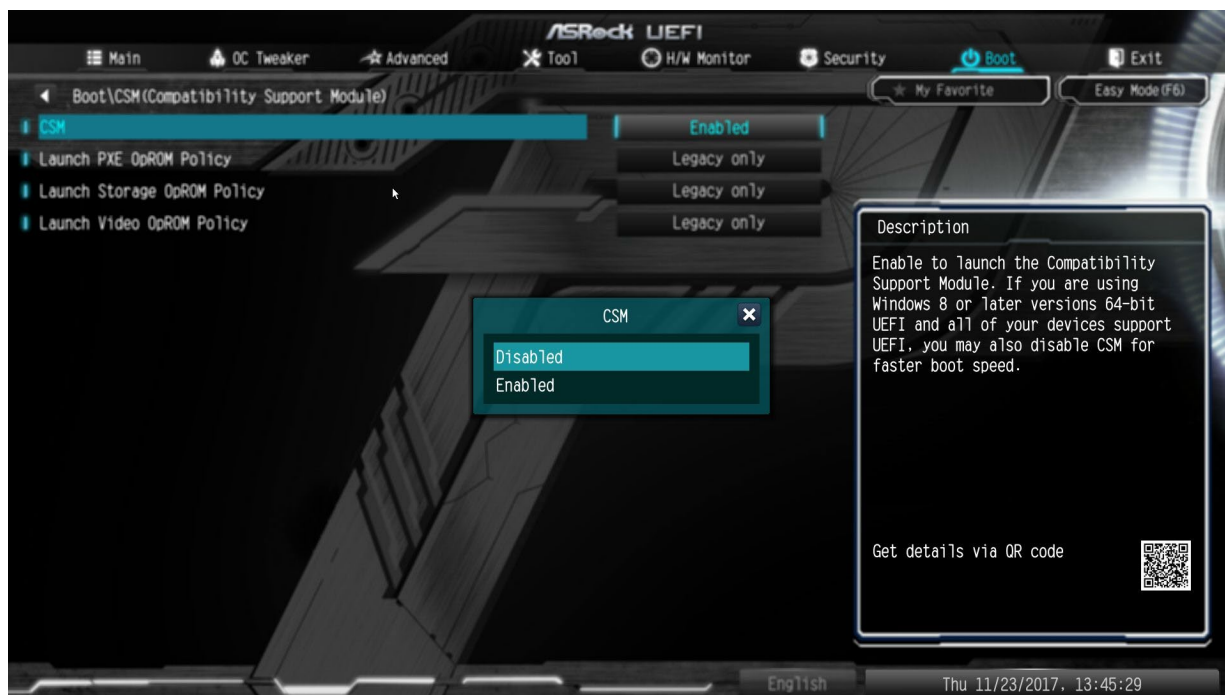 ASRock UEFI
Main OC Tweaker Advanced Tool H/W Monitor Security Boot Exit
Boot\CSM(Compatibility Support Module)
My Favorite Easy Mode(F6)
CSM Enabled
Launch PXE OpROM Policy Legacy only
Launch Storage OpROM Policy Legacy only
Launch Video OpROM Policy Legacy only
CSM
Disabled
Enabled
Description
Enable to launch the Compatibility
Support Module. If you are using
Windows 8 or later versions 64-bit
UEFI and all of your devices support
UEFI, you may also disable CSM for
faster boot speed.
Get details via QR code
English Thu 11/23/2017, 13:45:29